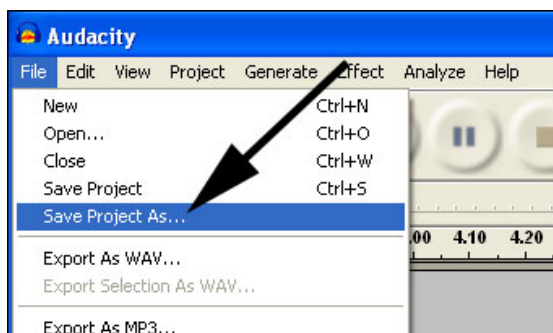 Audacity
File Edit View Project Generate Effect Analyze Help
New Ctrl+N
Open... Ctrl+O
Close Ctrl+W
Save Project Ctrl+S
Save Project As...
.00 4.10 4.20
Export As WAV...
Export Selection As WAV...
Export As MP3...